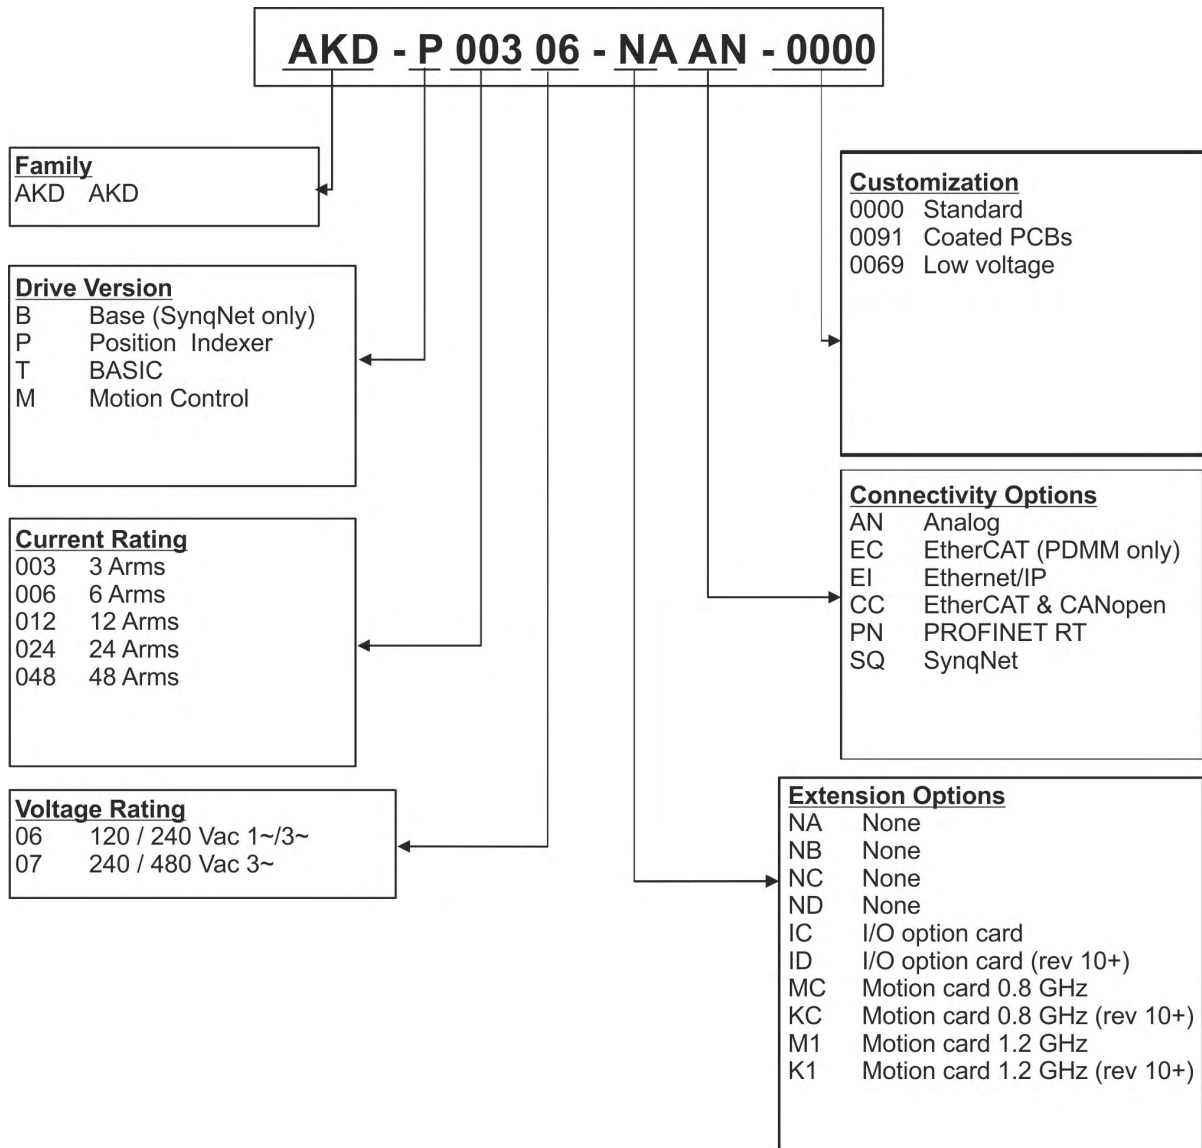 AKD - P 003 06 - NA AN - 0000
Family
AKD AKD
Drive Version
B Base (SynqNet only)
P Position Indexer
T BASIC
M Motion Control
Current Rating
003 3 Arms
006 6 Arms
012 12 Arms
024 24 Arms
048 48 Arms
Voltage Rating
06 120 / 240 Vac 1~/3~
07 240 / 480 Vac 3~
Customization
0000 Standard
0091 Coated PCBs
0069 Low voltage
Connectivity Options
AN Analog
EC EtherCAT (PDMM only)
EI Ethernet/IP
CC EtherCAT & CANopen
PN PROFINET RT
SQ SynqNet
Extension Options
NA None
NB None
NC None
ND None
IC I/O option card
ID I/O option card (rev 10+)
MC Motion card 0.8 GHz
KC Motion card 0.8 GHz (rev 10+)
M1 Motion card 1.2 GHz
K1 Motion card 1.2 GHz (rev 10+)